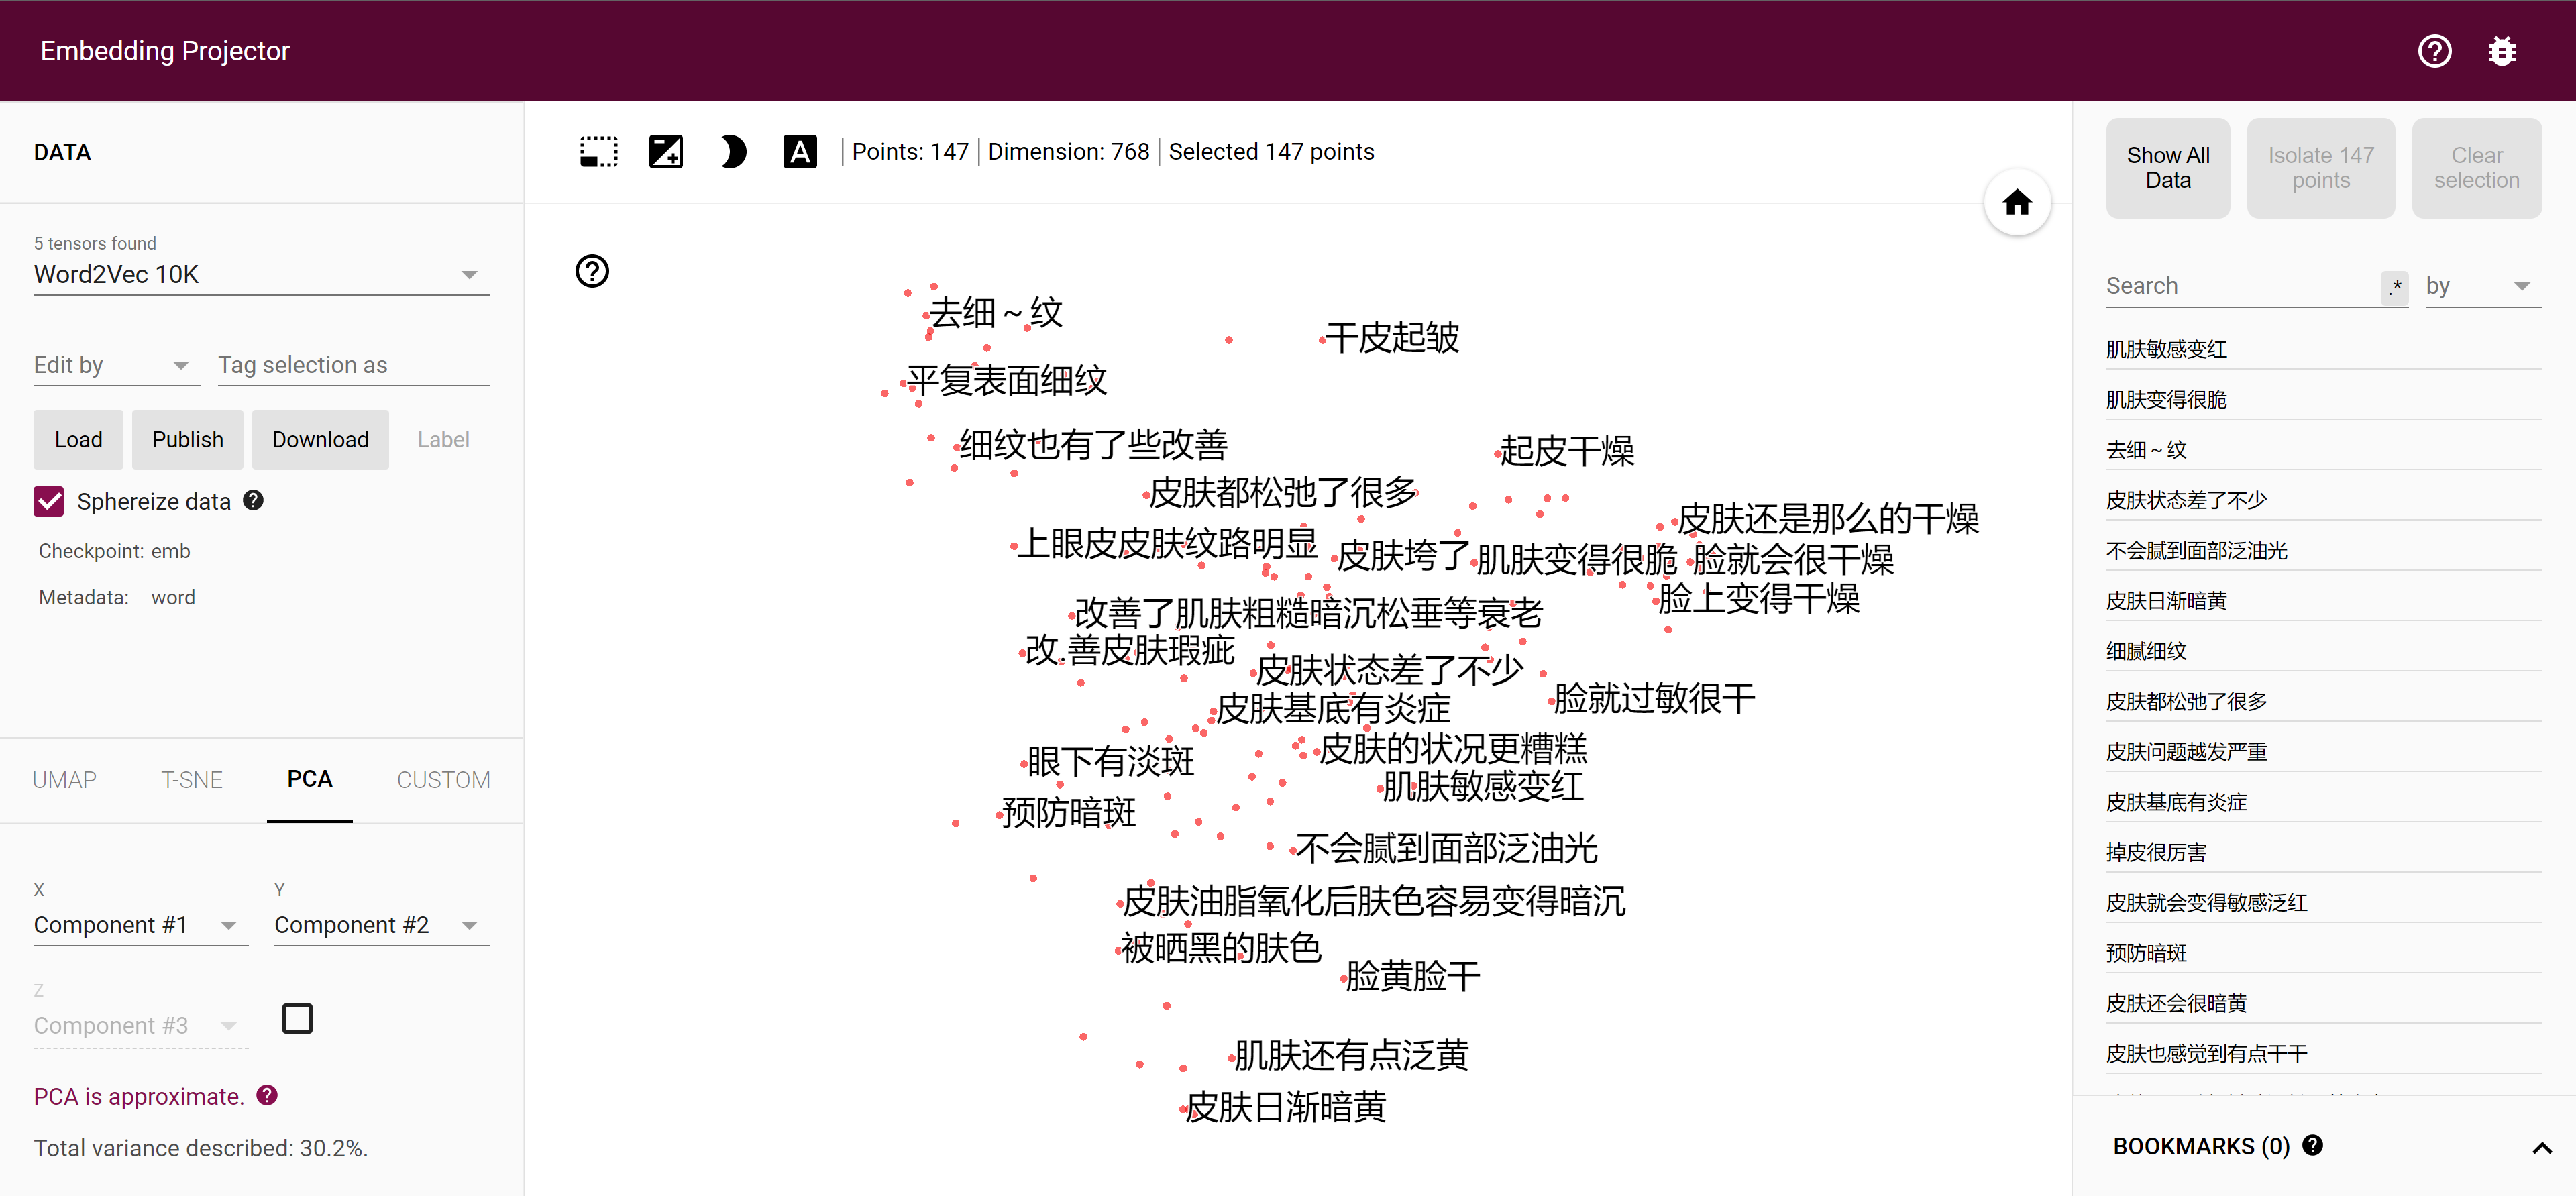 Embedding Projector
DATA
5 tensors found
Word2Vec 10K
Edit by
Tag selection as
Load
Publish
Download
Label
Sphereize data
Checkpoint: emb
Metadata: word
UMAP
T-SNE
PCA
CUSTOM
X
Component #1
Y
Component #2
Z
Component #3
PCA is approximate.
Total variance described: 30.2%.
A
Points: 147
Dimension: 768
Selected 147 points
去细～纹
干皮起皱
平复表面细纹
细纹也有了些改善
起皮干燥
皮肤都松弛了很多
皮肤还是那么的干燥
上眼皮皮肤纹路明显
皮肤垮了
肌肤变得很脆
脸就会很干燥
脸上变得干燥
改善了肌肤粗糙暗沉松垂等衰老
改.善皮肤瑕疵
皮肤状态差了不少
脸就过敏很干
皮肤基底有炎症
皮肤的状况更糟糕
眼下有淡斑
肌肤敏感变红
预防暗斑
不会腻到面部泛油光
皮肤油脂氧化后肤色容易变得暗沉
被晒黑的肤色
脸黄脸干
肌肤还有点泛黄
皮肤日渐暗黄
Show All
Data
Isolate 147
points
Clear
selection
Search
.*
by
肌肤敏感变红
肌肤变得很脆
去细～纹
皮肤状态差了不少
不会腻到面部泛油光
皮肤日渐暗黄
细腻细纹
皮肤都松弛了很多
皮肤问题越发严重
皮肤基底有炎症
掉皮很厉害
皮肤就会变得敏感泛红
预防暗斑
皮肤还会很暗黄
皮肤也感觉到有点干干
BOOKMARKS (0)